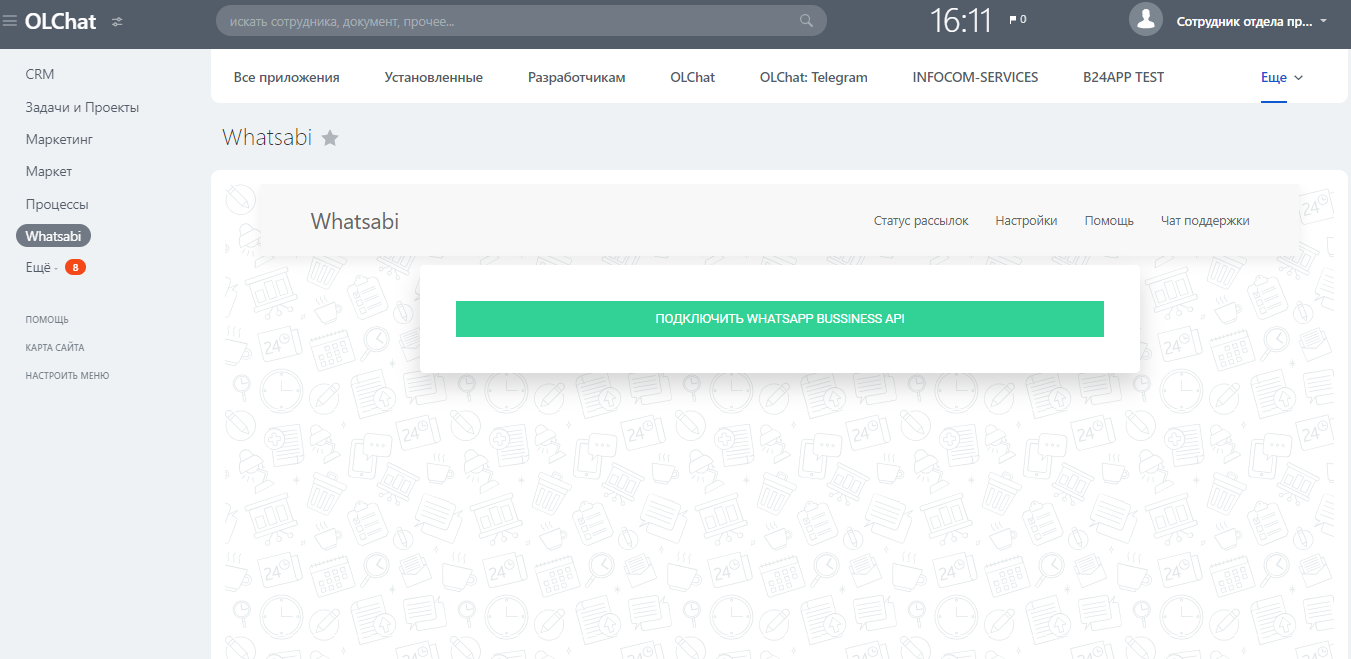 OLChat
искать сотрудника, документ, прочее...
16:11
0
Сотрудник отдела пр...
CRM
Задачи и Проекты
Маркетинг
Маркет
Процессы
Whatsabi
Ещё - 8
ПОМОЩЬ
КАРТА САЙТА
НАСТРОИТЬ МЕНЮ
Все приложения
Установленные
Разработчикам
OLChat
OLChat: Telegram
INFOCOM-SERVICES
B24APP TEST
Еще
Whatsabi
Whatsabi
Статус рассылок
Настройки
Помощь
Чат поддержки
ПОДКЛЮЧИТЬ WHATSAPP BUSSINESS API